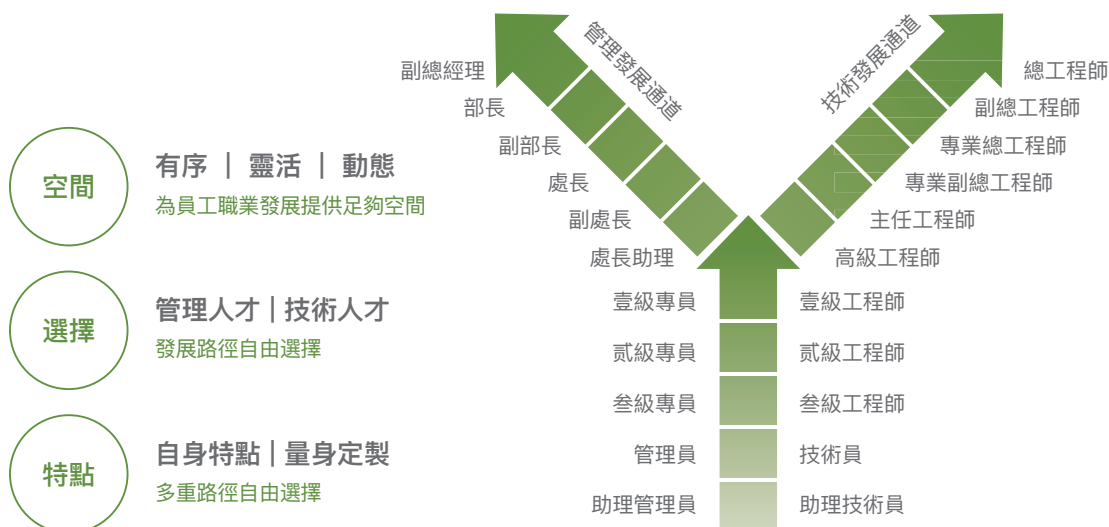 空間
有序 | 靈活 | 動態
為員工職業發展提供足夠空間
選擇
管理人才 | 技術人才
發展路徑自由選擇
特點
自身特點 | 量身定製
多重路徑自由選擇
管理發展通道
副總經理
部長
副部長
處長
副處長
處長助理
壹級專員
贰級專員
叁級專員
管理員
助理管理員
技術發展通道
總工程師
副總工程師
專業總工程師
專業副總工程師
主任工程師
高級工程師
壹級工程師
贰級工程師
叁級工程師
技術員
助理技術員